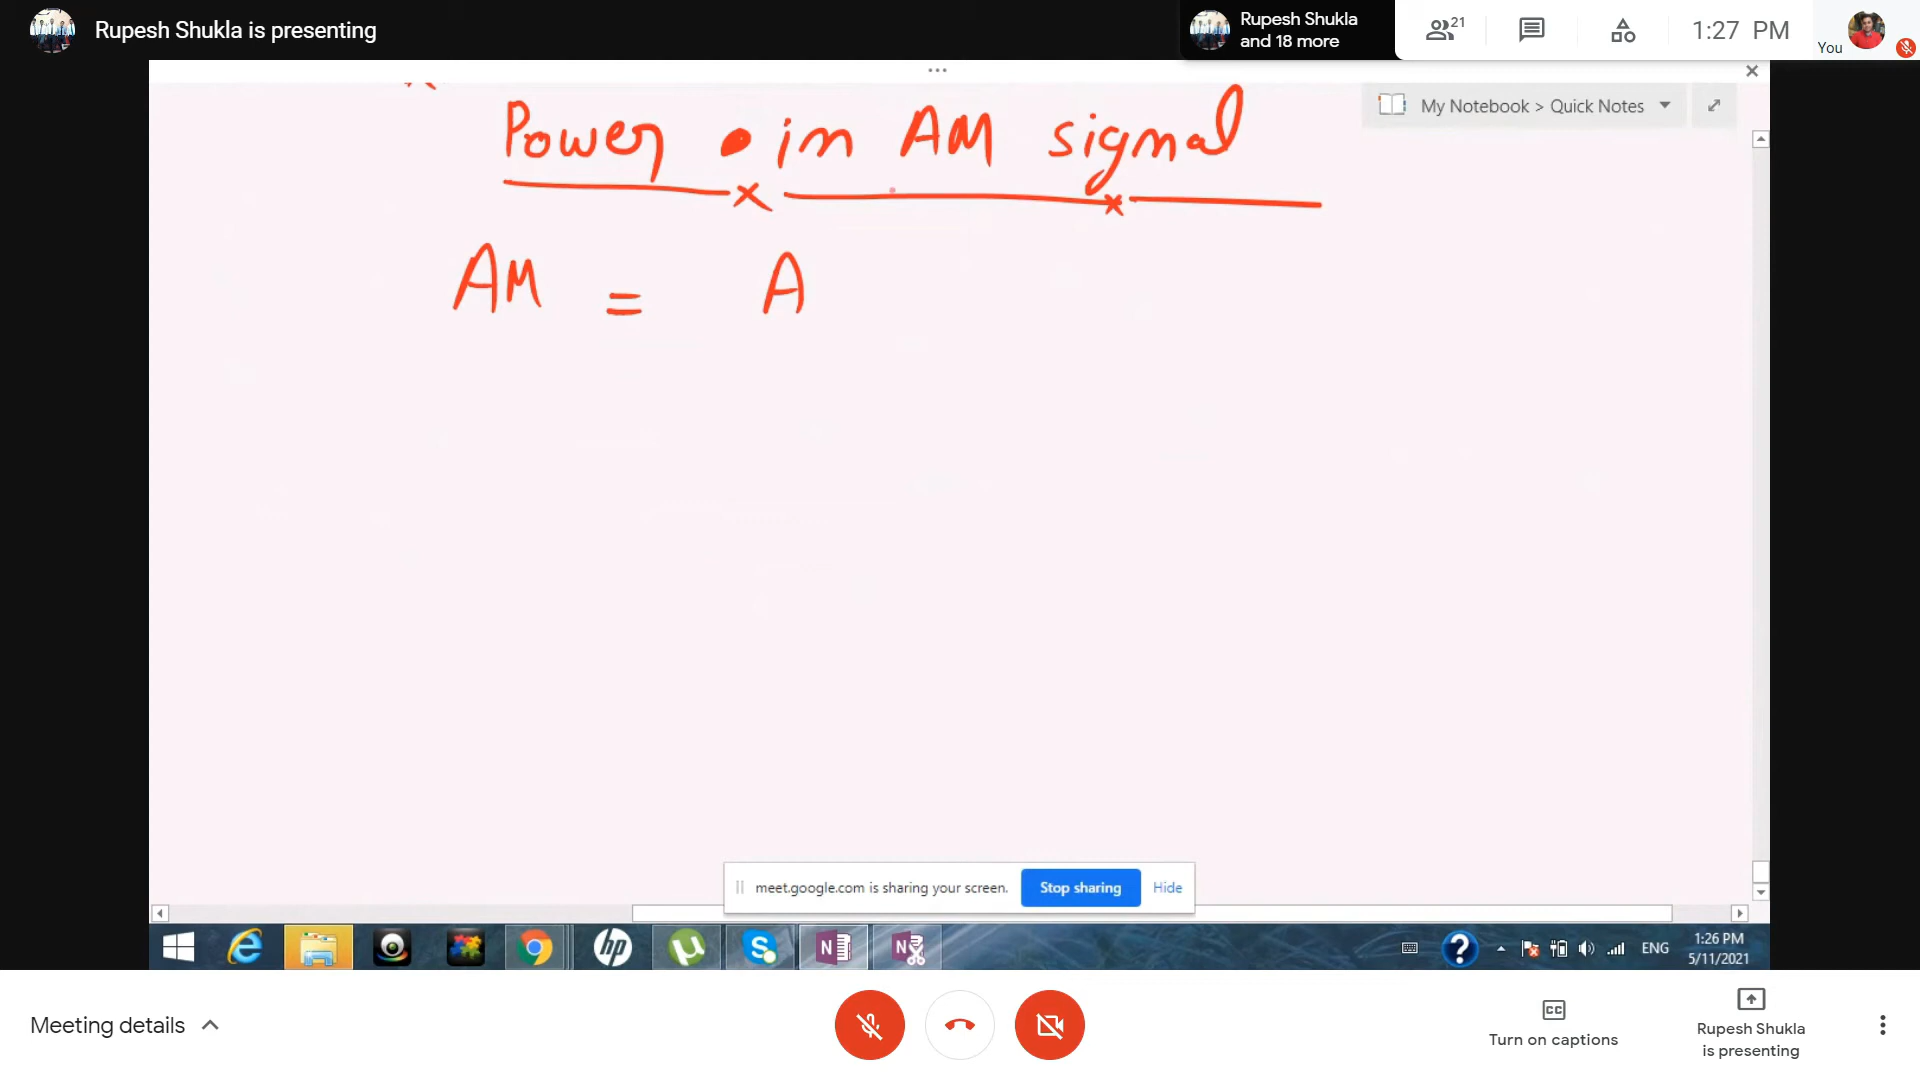 Rupesh Shukla is presenting
Rupesh Shukla
and 18 more
21
1:27 PM
You
My Notebook > Quick Notes
Power in AM signal
AM = A
meet.google.com is sharing your screen.
Stop sharing
Hide
hp
ENG
1:26 PM
5/11/2021
Meeting details
CC
Turn on captions
Rupesh Shukla
is presenting